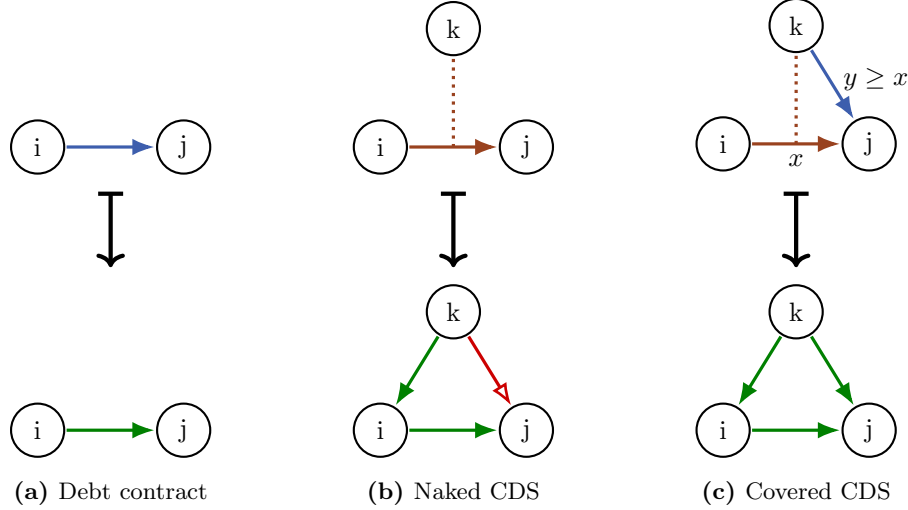 k
k
y ≥ x
i
j
i
j
i
j
x
k
k
i
j
i
j
i
j
(a) Debt contract
(b) Naked CDS
(c) Covered CDS